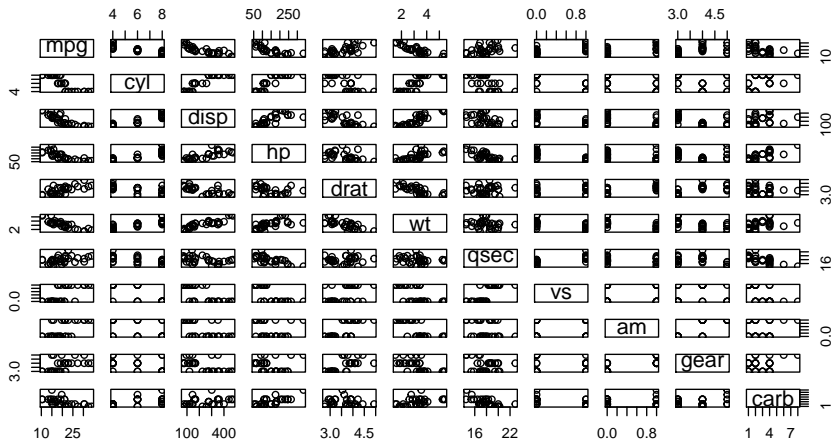 4 6 8 50 250 2 4 0.0 0.8 3.0 4.5
mpg 10
4 cyl
disp 100
50 hp
drat 3.0
2 wt
qsec 16
0.0 vs
am 0.0
3.0 gear
carb 1
10 25 100 400 3.0 4.5 16 22 0.0 0.8 1 4 7